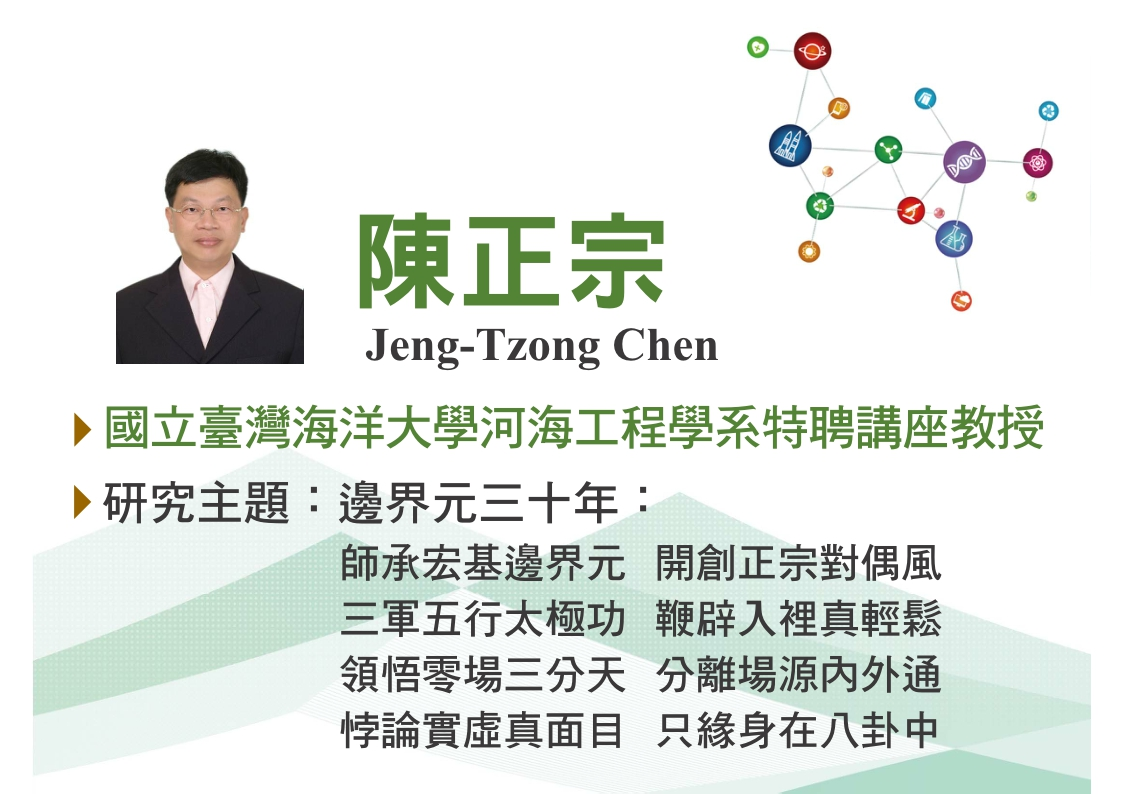 陳正宗
Jeng-Tzong Chen
國立臺灣海洋大學河海工程學系特聘講座教授
研究主題：邊界元三十年：
師承宏基邊界元 開創正宗對偶風
三軍五行太極功 鞭辟入裡真輕鬆
領悟零場三分天 分離場源內外通
悖論實虛真面目 只緣身在八卦中